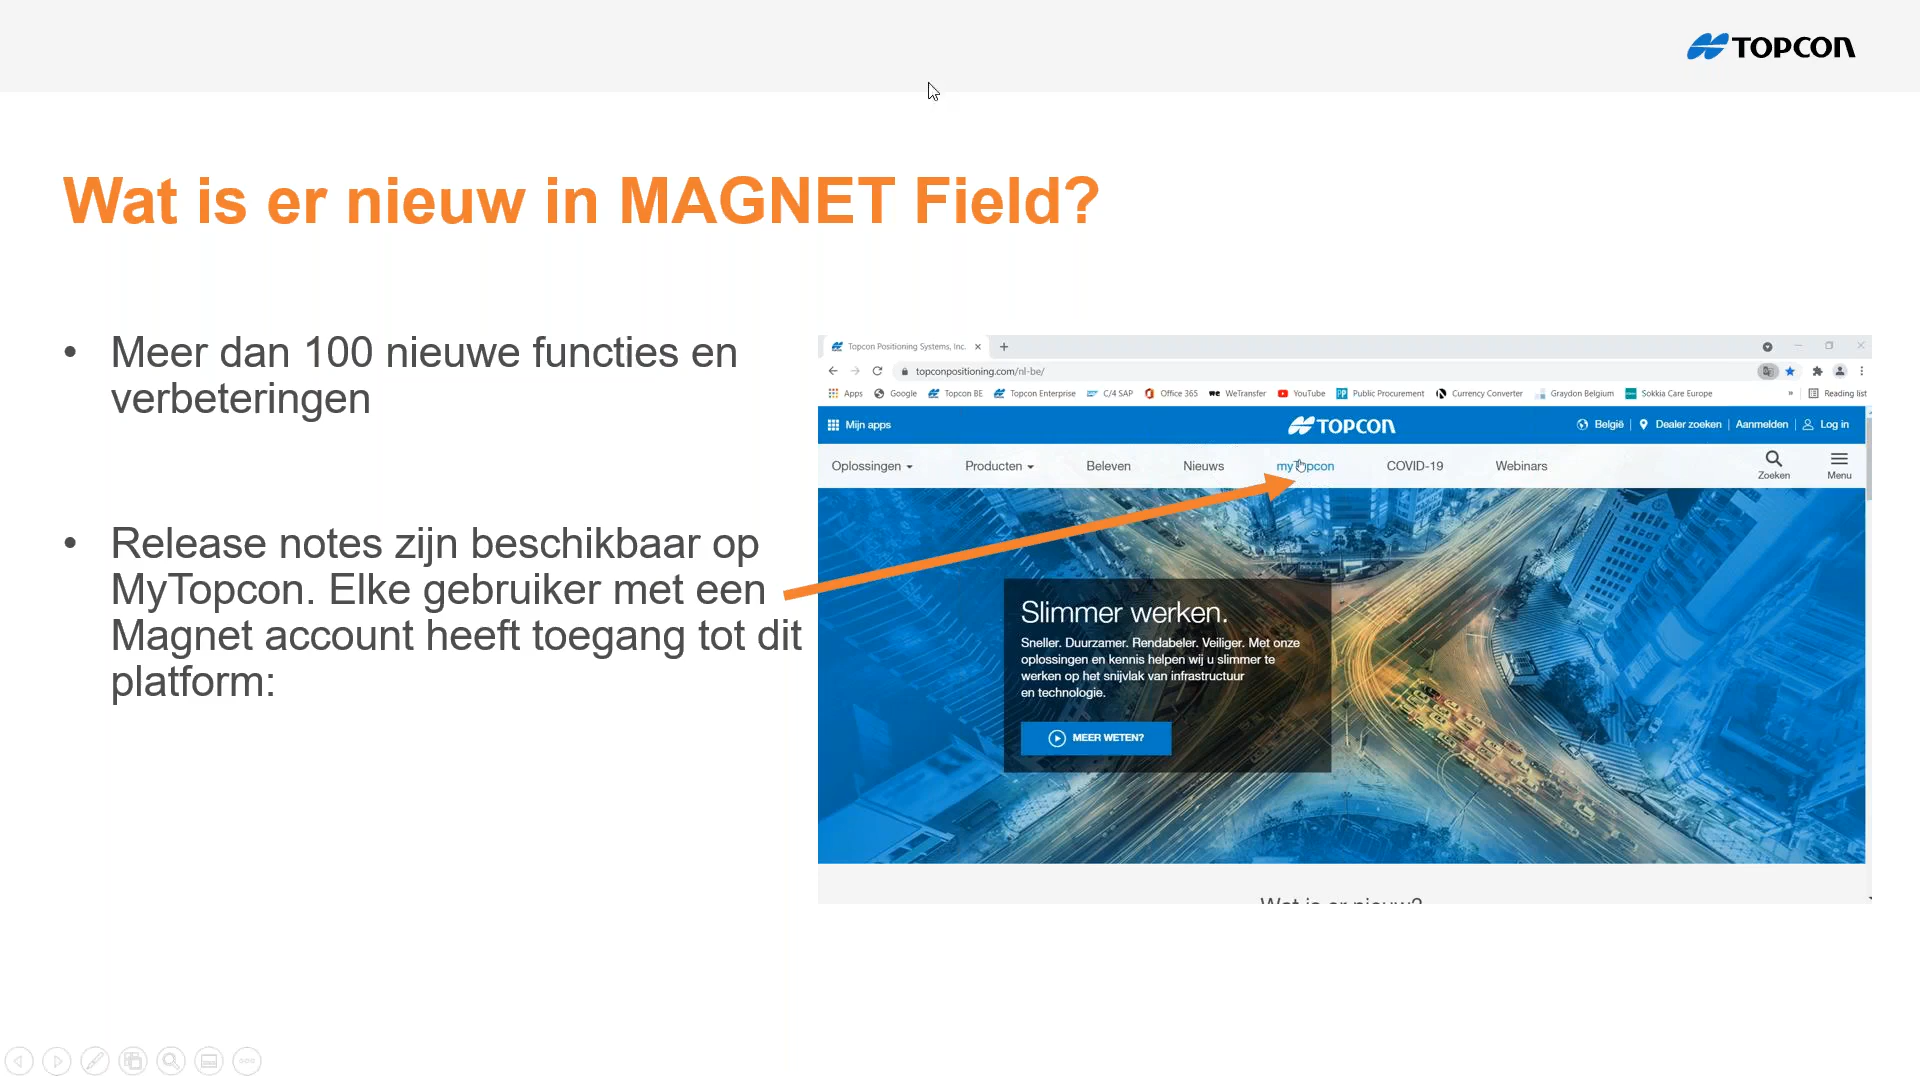 TOPCON
Wat is er nieuw in MAGNET Field?
• Meer dan 100 nieuwe functies en
verbeteringen
• Release notes zijn beschikbaar op
MyTopcon. Elke gebruiker met een
Magnet account heeft toegang tot dit
platform:
Topcon Positioning Systems, Inc.
topconpositioning.com/nl-be/
Apps Google Topcon BE Topcon Enterprise C/4 SAP Office 365 WeTransfer YouTube Public Procurement Currency Converter Graydon Belgium Sokkia Care Europe » Reading list
Mijn apps TOPCON België | Dealer zoeken | Aanmelden | Log in
Oplossingen Producten Beleven Nieuws myTopcon COVID-19 Webinars Zoeken Menu
Slimmer werken.
Sneller. Duurzamer. Rendabeler. Veiliger. Met onze
oplossingen en kennis helpen wij u slimmer te
werken op het snijvlak van infrastructuur
en technologie.
MEER WETEN?
Wat is er nieuw?